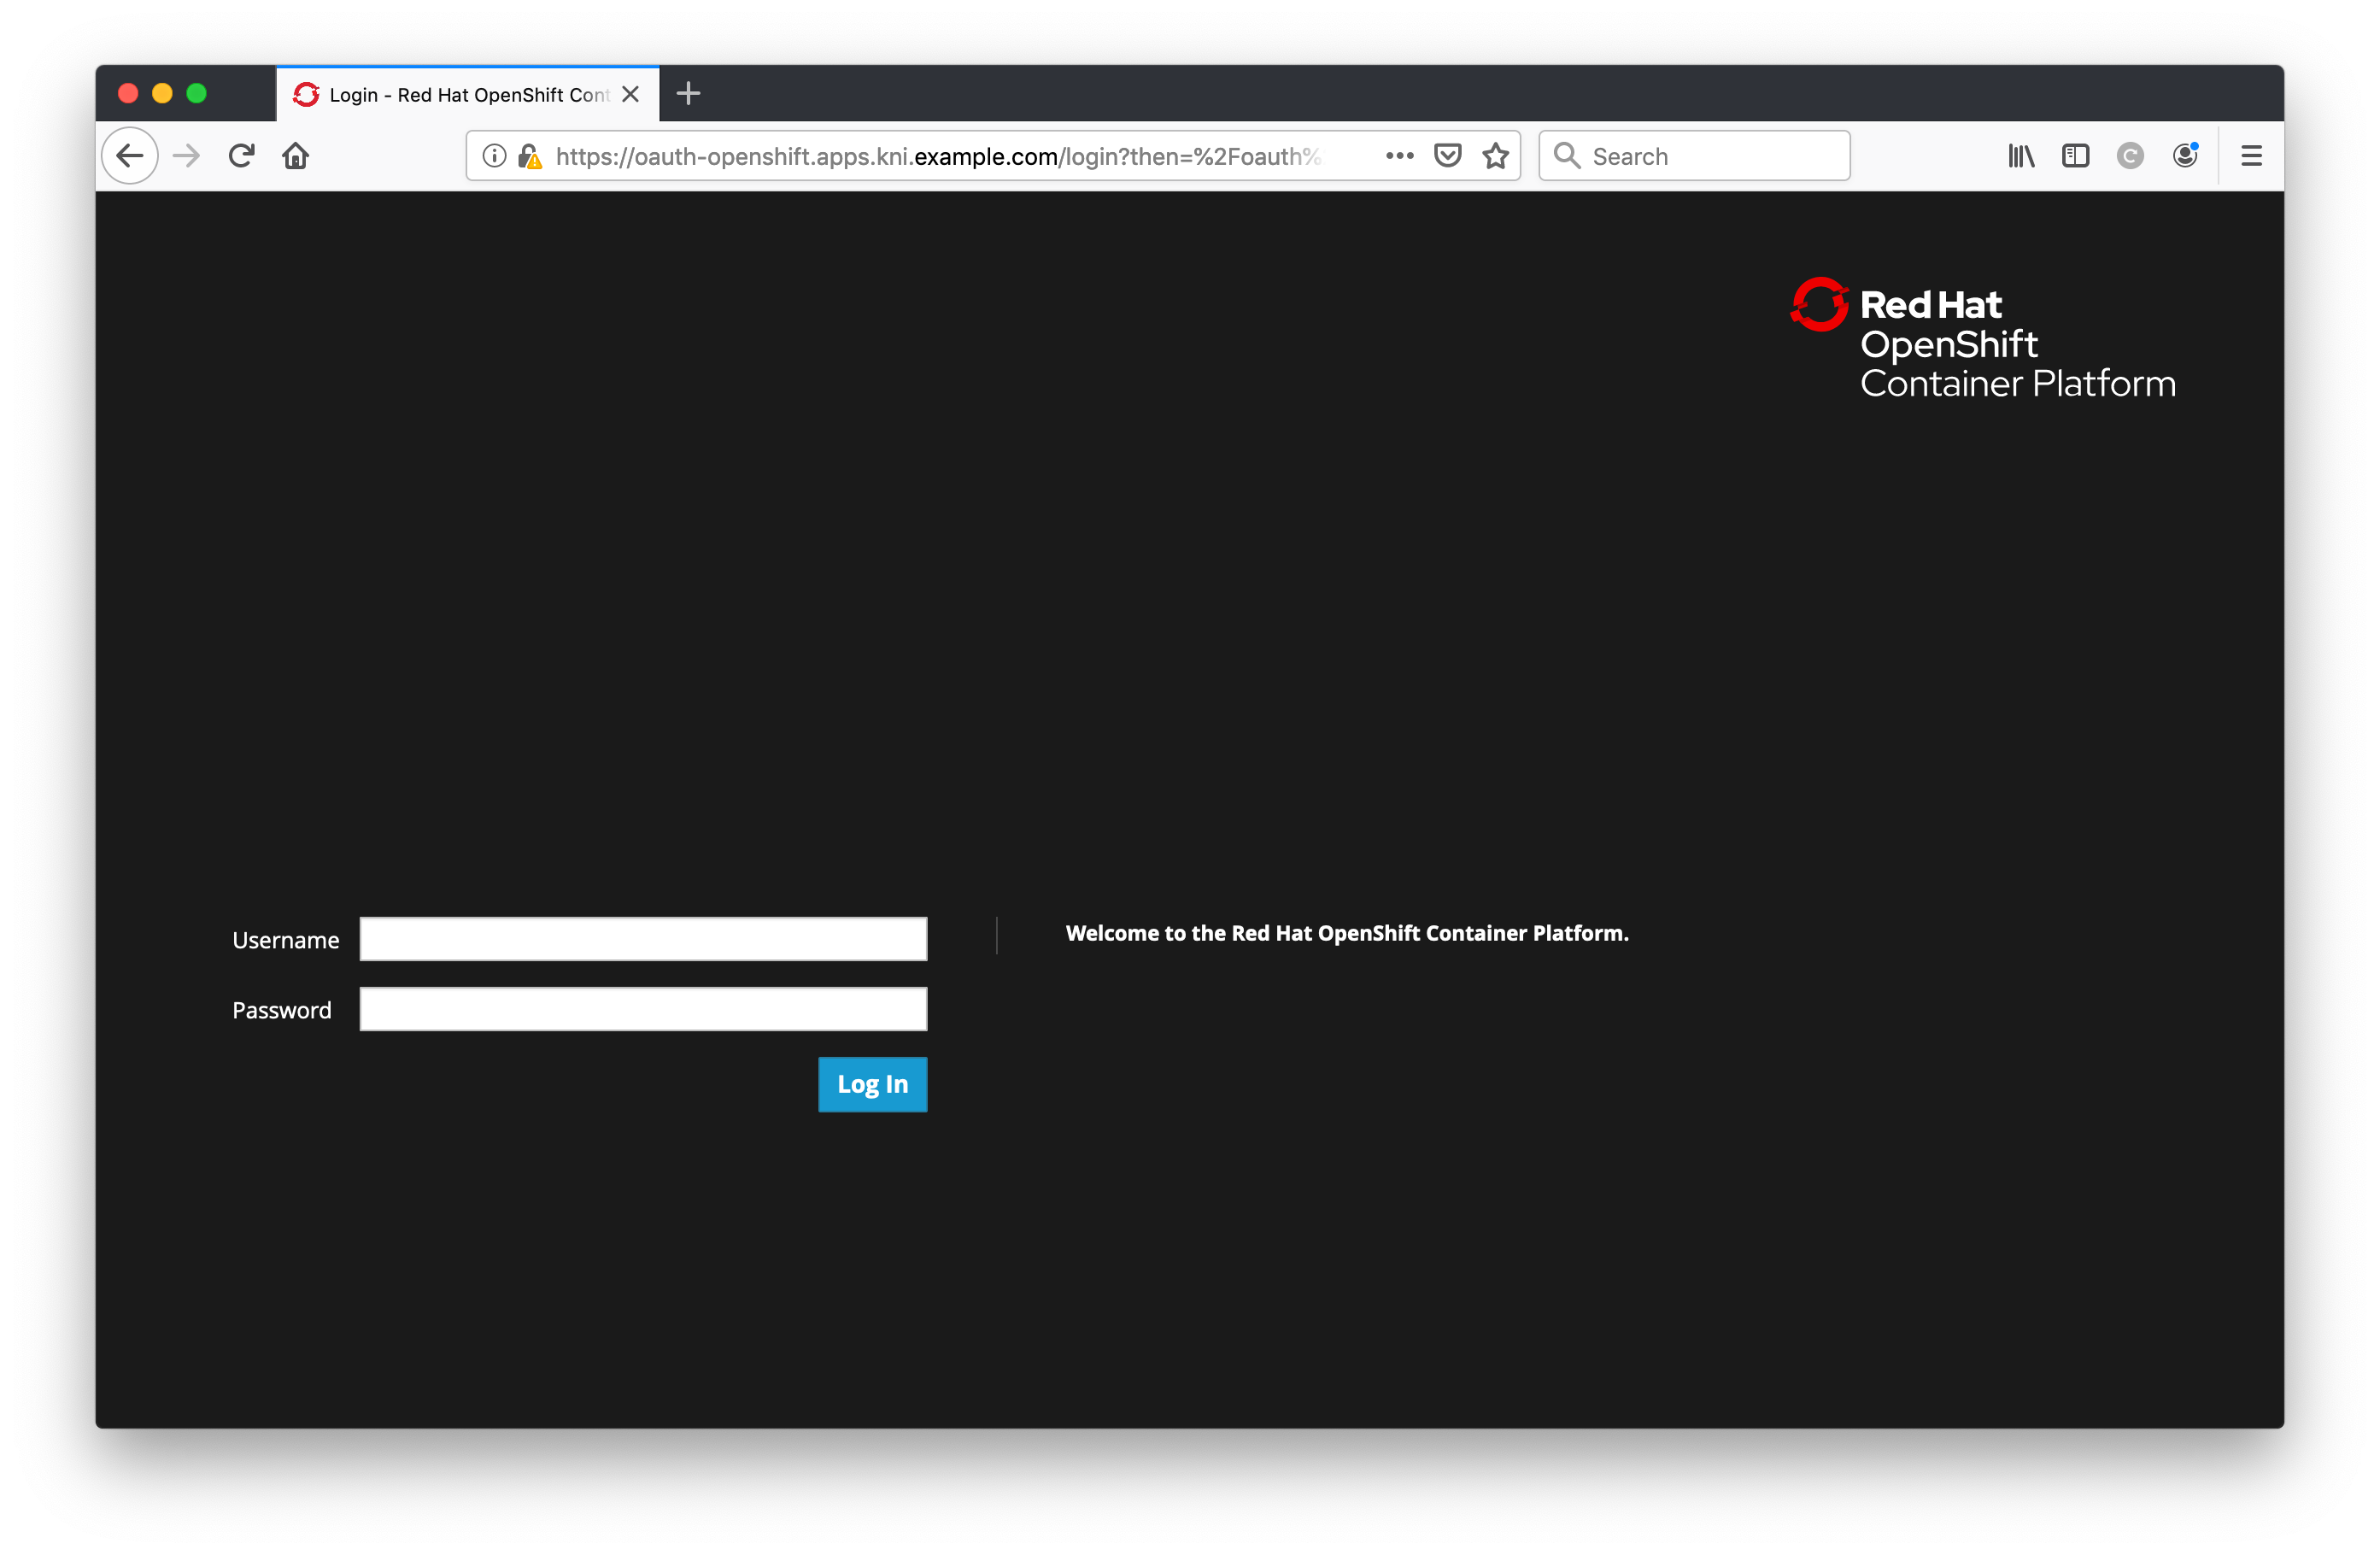 Login - Red Hat OpenShift Cont
https://oauth-openshift.apps.kni.example.com/login?then=%2Foauth%
Search
Red Hat
OpenShift
Container Platform
Username
Welcome to the Red Hat OpenShift Container Platform.
Password
Log In